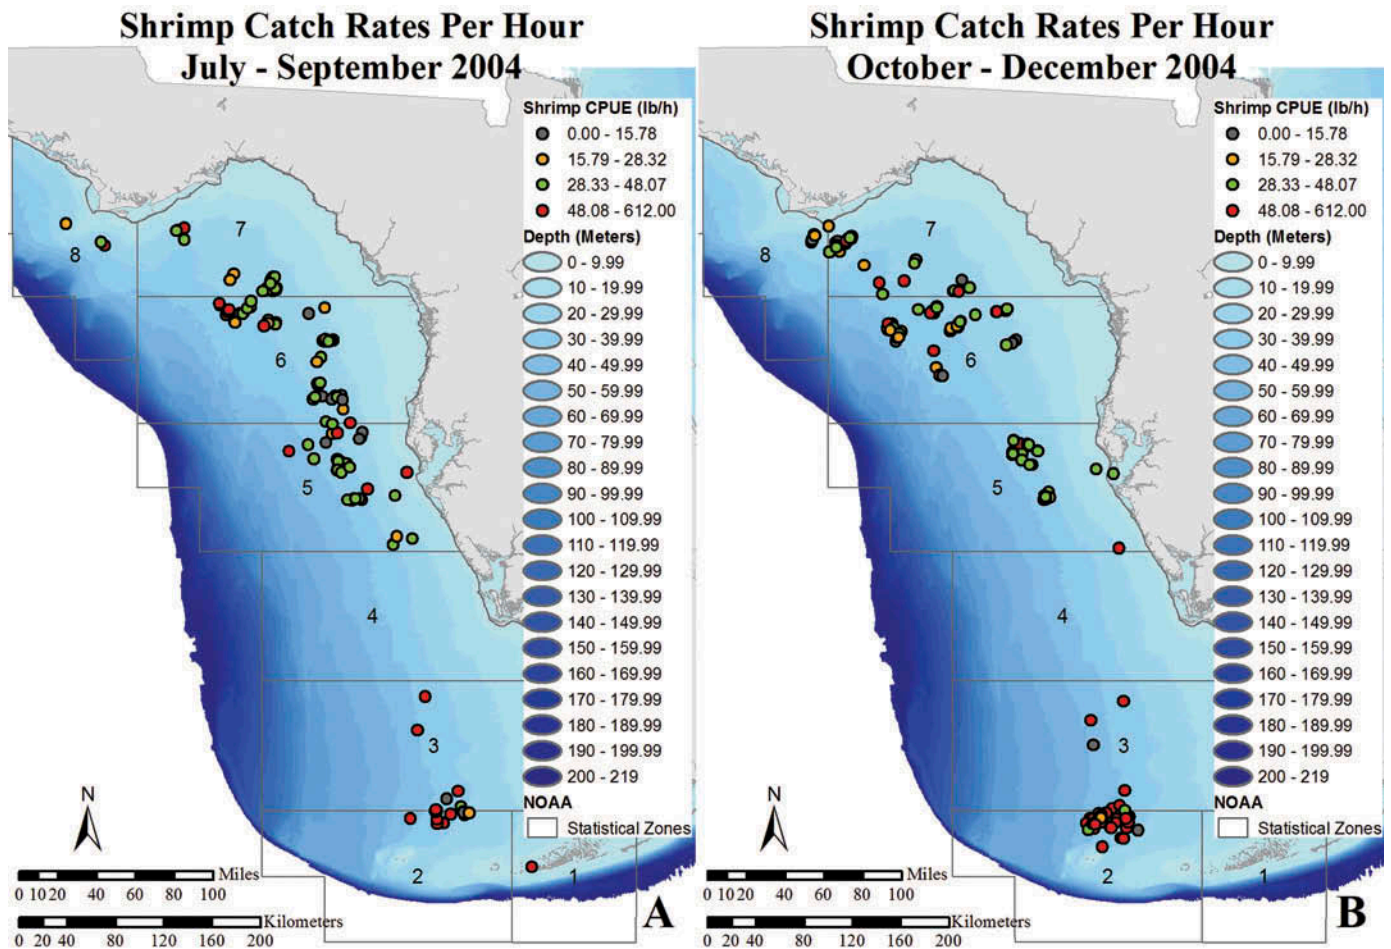 Shrimp Catch Rates Per Hour
July - September 2004
Shrimp CPUE (lb/h)
0.00 - 15.78
15.79 - 28.32
28.33 - 48.07
48.08 - 612.00
Depth (Meters)
0 - 9.99
10 - 19.99
20 - 29.99
30 - 39.99
40 - 49.99
50 - 59.99
60 - 69.99
70 - 79.99
80 - 89.99
90 - 99.99
100 - 109.99
110 - 119.99
120 - 129.99
130 - 139.99
140 - 149.99
150 - 159.99
160 - 169.99
170 - 179.99
180 - 189.99
190 - 199.99
200 - 219
NOAA
Statistical Zones
7
8
6
5
4
3
2
1
N
Miles
0 10 20 40 60 80 100
Kilometers
0 20 40 80 120 160 200
A
Shrimp Catch Rates Per Hour
October - December 2004
Shrimp CPUE (lb/h)
0.00 - 15.78
15.79 - 28.32
28.33 - 48.07
48.08 - 612.00
Depth (Meters)
0 - 9.99
10 - 19.99
20 - 29.99
30 - 39.99
40 - 49.99
50 - 59.99
60 - 69.99
70 - 79.99
80 - 89.99
90 - 99.99
100 - 109.99
110 - 119.99
120 - 129.99
130 - 139.99
140 - 149.99
150 - 159.99
160 - 169.99
170 - 179.99
180 - 189.99
190 - 199.99
200 - 219
NOAA
Statistical Zones
7
8
6
5
4
3
2
1
N
Miles
0 10 20 40 60 80 100
Kilometers
0 20 40 80 120 160 200
B